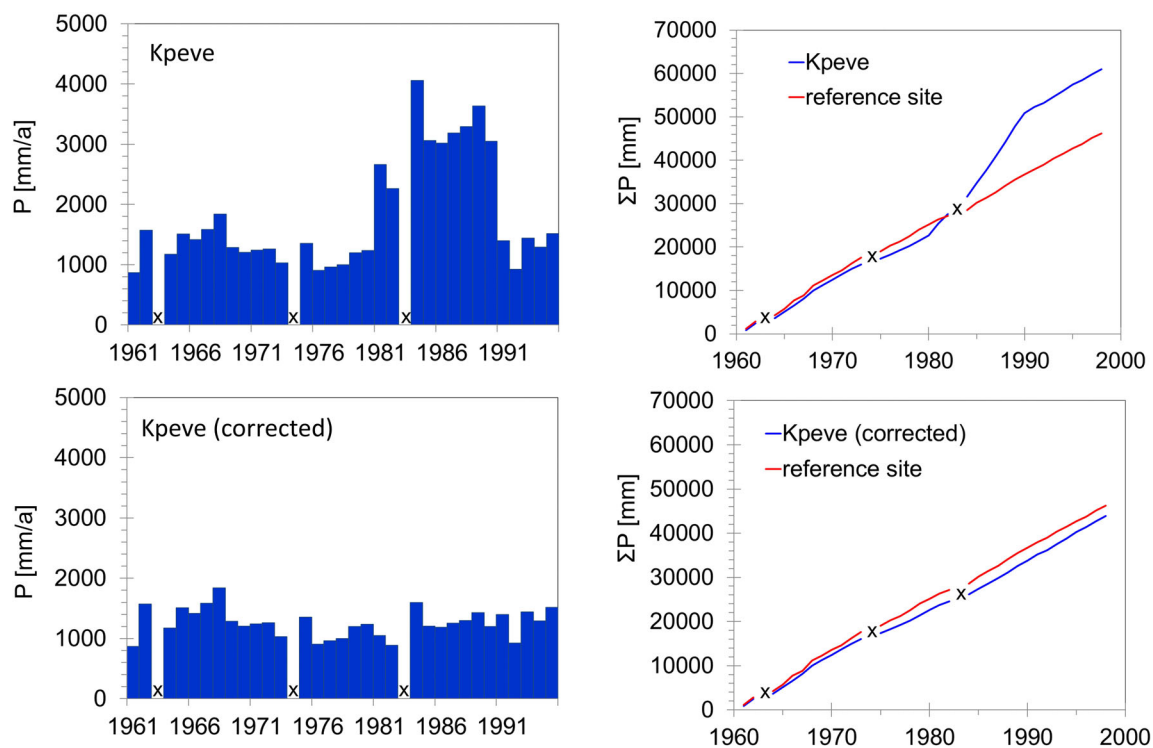 5000
4000
3000
2000
1000
0
P [mm/a]
Kpeve
x
x
x
1961
1966
1971
1976
1981
1986
1991
70000
60000
50000
40000
30000
20000
10000
0
ΣP [mm]
Kpeve
reference site
x
x
x
1960
1970
1980
1990
2000
5000
4000
3000
2000
1000
0
P [mm/a]
Kpeve (corrected)
x
x
x
1961
1966
1971
1976
1981
1986
1991
70000
60000
50000
40000
30000
20000
10000
0
ΣP [mm]
Kpeve (corrected)
reference site
x
x
x
1960
1970
1980
1990
2000